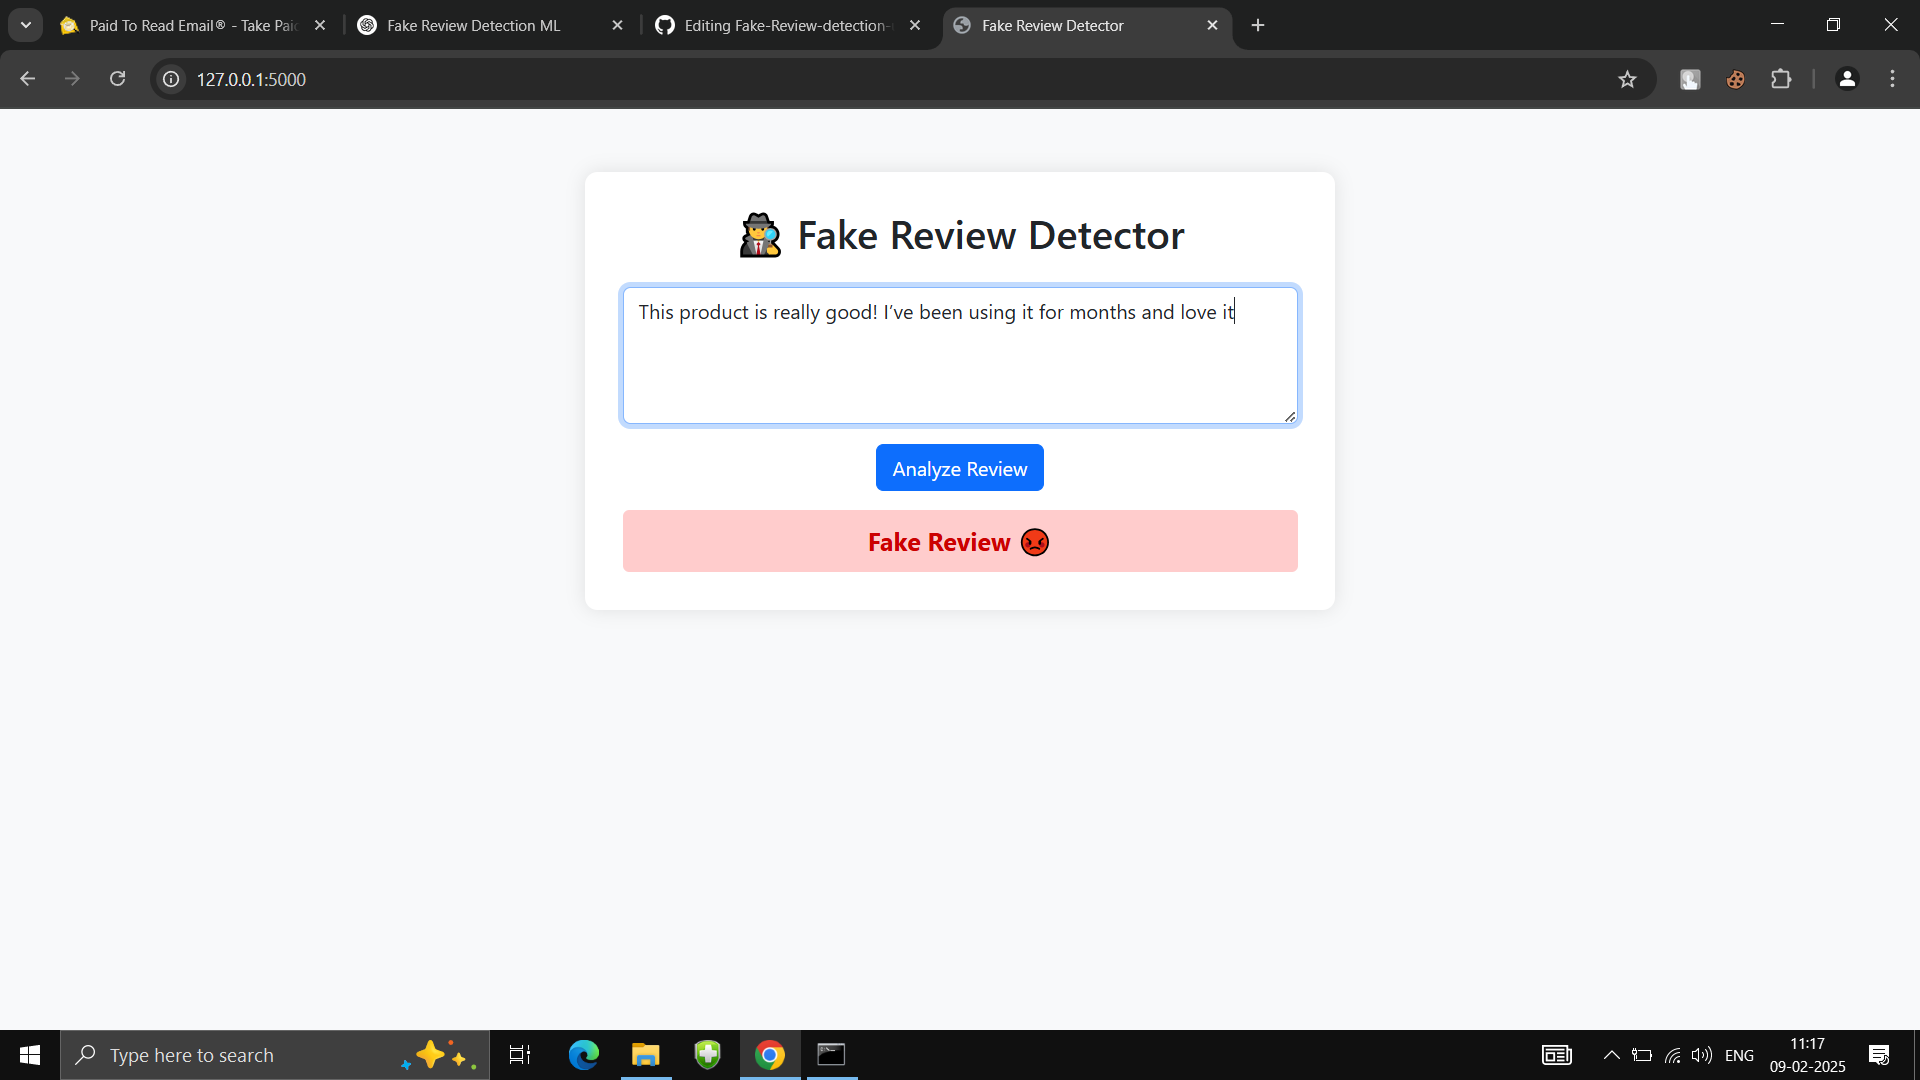 Paid To Read Email® - Take Paid
Fake Review Detection ML
Editing Fake-Review-detection-
Fake Review Detector
127.0.0.1:5000
Fake Review Detector
This product is really good! I’ve been using it for months and love it
Analyze Review
Fake Review
Type here to search
ENG
11:17
09-02-2025